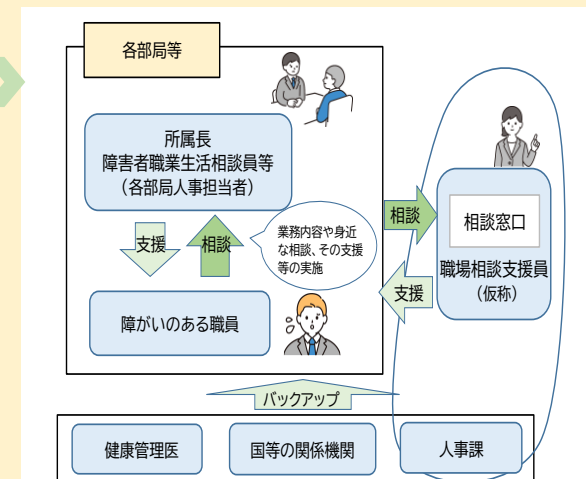 各部局等
所属長
障害者職業生活相談員等
（各部局人事担当者）
支援
相談
業務内容や身近
な相談、その支援
等の実施
障がいのある職員
相談
支援
相談窓口
職場相談支援員
（仮称）
バックアップ
健康管理医
国等の関係機関
人事課